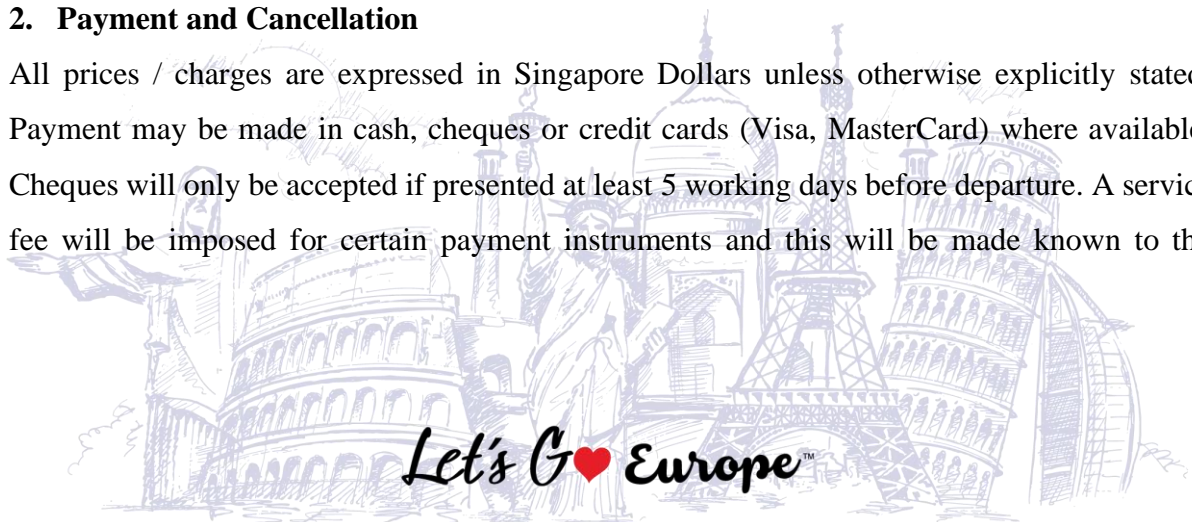 2. Payment and Cancellation
All prices / charges are expressed in Singapore Dollars unless otherwise explicitly stated
Payment may be made in cash, cheques or credit cards (Visa, MasterCard) where available
Cheques will only be accepted if presented at least 5 working days before departure. A servic
fee will be imposed for certain payment instruments and this will be made known to th
Let's Go Europe™